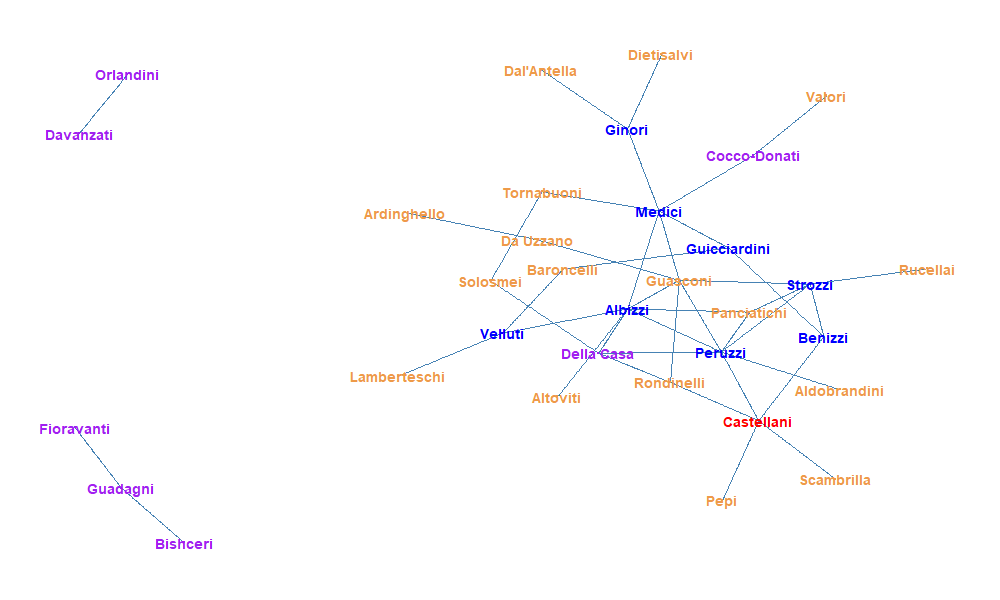 Dietisalvi
Dal'Antella
Orlandini
Valori
Ginori
Davanzati
Cocco-Donati
Tornabuoni
Medici
Ardinghello
Da Uzzano
Guicciardini
Baroncelli
Rucellai
Solosmei
Guasconi
Strozzi
Albizzi
Panciatichi
Velluti
Benizzi
Della Casa
Peruzzi
Lamberteschi
Rondinelli
Aldobrandini
Altoviti
Castellani
Fioravanti
Scambrilla
Guadagni
Pepi
Bishceri